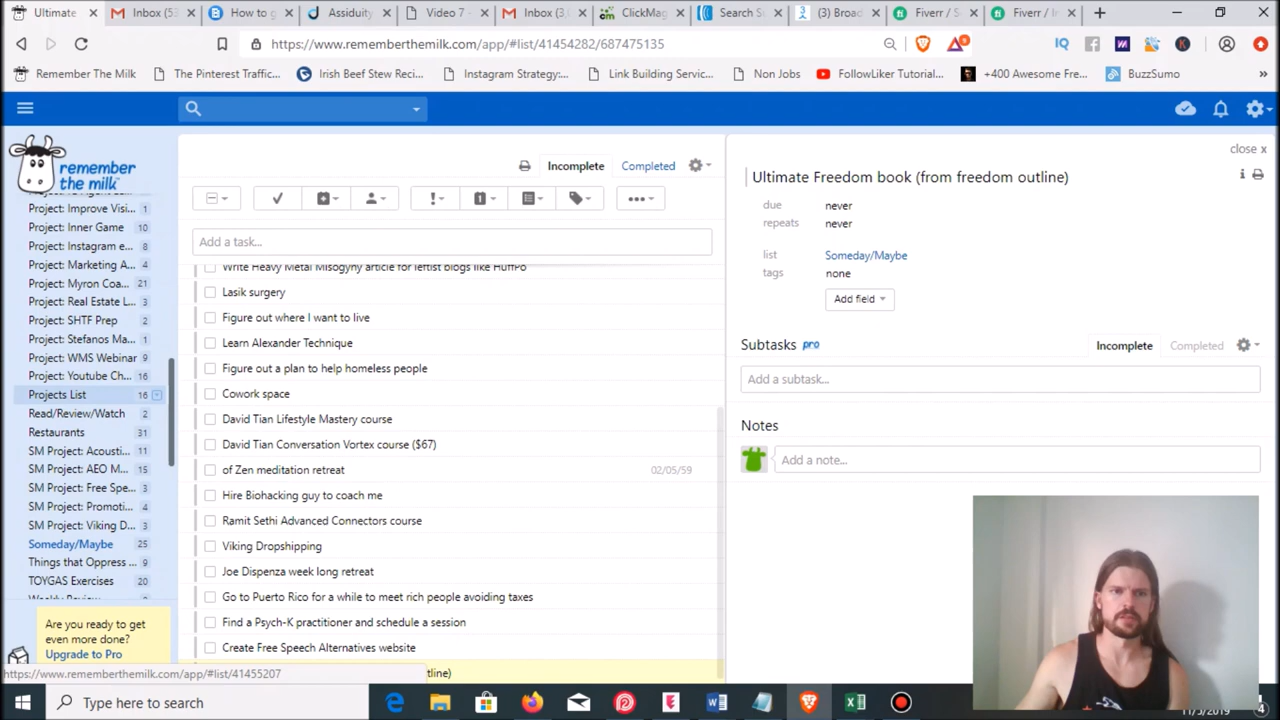 Ultimate
Inbox (53
How to g
Assiduity
Video 7 -
Inbox (3,
ClickMag
Search Su
(3) Broad
Fiverr / S
Fiverr / I
https://www.rememberthemilk.com/app/#list/41454282/687475135
Remember The Milk
The Pinterest Traffic...
Irish Beef Stew Reci...
Instagram Strategy:...
Link Building Servic...
Non Jobs
FollowLiker Tutorial...
+400 Awesome Fre...
BuzzSumo
remember
the milk
Project: Improve Visi... 1
Project: Inner Game 10
Project: Instagram e... 8
Project: Marketing A... 4
Project: Myron Coa... 21
Project: Real Estate L... 3
Project: SHTF Prep 2
Project: Stefanos Ma... 1
Project: WMS Webinar 9
Project: Youtube Ch... 16
Projects List 16
Read/Review/Watch 2
Restaurants 31
SM Project: Acousti... 11
SM Project: AEO M... 15
SM Project: Free Spe... 3
SM Project: Promoti... 4
SM Project: Viking D... 3
Someday/Maybe 25
Things that Oppress ... 9
TOYGAS Exercises 20
Weekly Review
Are you ready to get
even more done?
Upgrade to Pro
Incomplete
Completed
Add a task...
Write Heavy Metal Misogyny article for leftist blogs like HuffPo
Lasik surgery
Figure out where I want to live
Learn Alexander Technique
Figure out a plan to help homeless people
Cowork space
David Tian Lifestyle Mastery course
David Tian Conversation Vortex course ($67)
of Zen meditation retreat 02/05/59
Hire Biohacking guy to coach me
Ramit Sethi Advanced Connectors course
Viking Dropshipping
Joe Dispenza week long retreat
Go to Puerto Rico for a while to meet rich people avoiding taxes
Find a Psych-K practitioner and schedule a session
Create Free Speech Alternatives website
tline)
https://www.rememberthemilk.com/app/#list/41455207
close x
Ultimate Freedom book (from freedom outline)
due never
repeats never
list Someday/Maybe
tags none
Add field
Subtasks pro
Incomplete
Completed
Add a subtask...
Notes
Add a note...
Type here to search
11/5/2019
4